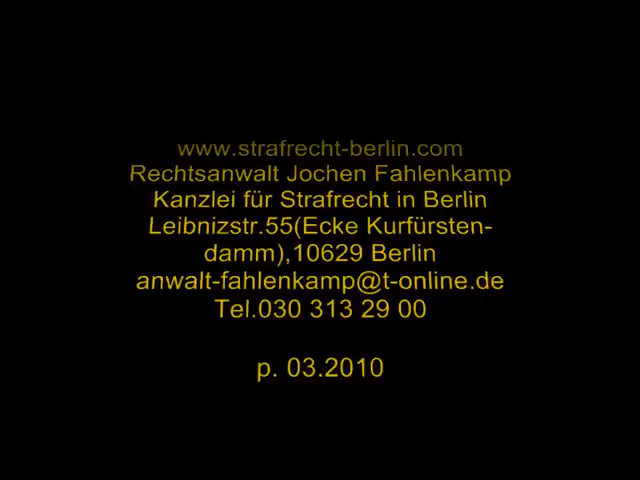 www.strafrecht-berlin.com
Rechtsanwalt Jochen Fahlenkamp
Kanzlei für Strafrecht in Berlin
Leibnizstr.55(Ecke Kurfürsten-
damm),10629 Berlin
anwalt-fahlenkamp@t-online.de
Tel.030 313 29 00
p. 03.2010